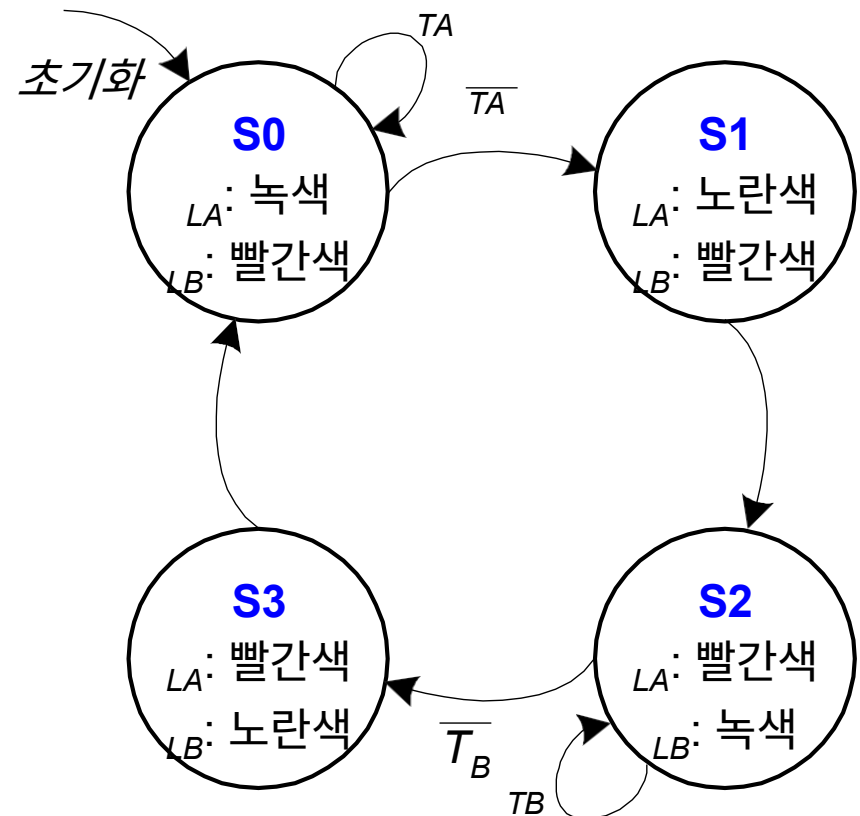 초기화
TA
T̅A̅
S0
LA: 녹색
LB: 빨간색
S1
LA: 노란색
LB: 빨간색
S3
LA: 빨간색
LB: 노란색
S2
LA: 빨간색
LB: 녹색
T̅B̅
TB